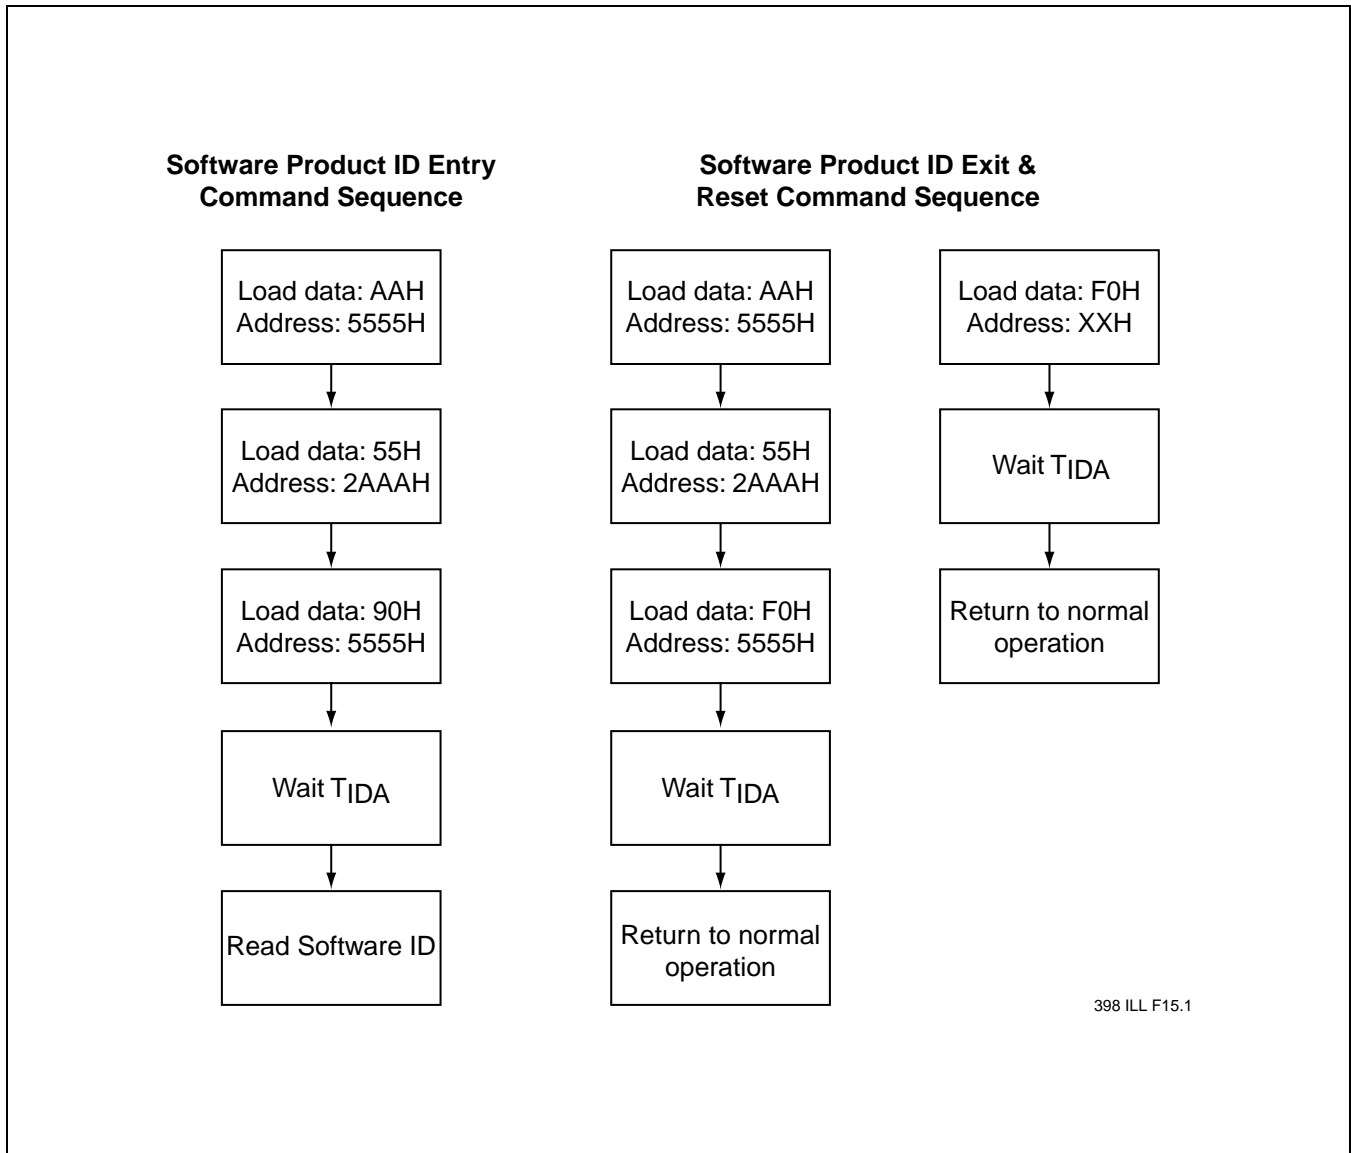 Software Product ID Entry
Command Sequence
Load data: AAH
Address: 5555H
Load data: 55H
Address: 2AAAH
Load data: 90H
Address: 5555H
Wait TIDA
Read Software ID
Software Product ID Exit &
Reset Command Sequence
Load data: AAH
Address: 5555H
Load data: 55H
Address: 2AAAH
Load data: F0H
Address: 5555H
Wait TIDA
Return to normal
operation
Load data: F0H
Address: XXH
Wait TIDA
Return to normal
operation
398 ILL F15.1